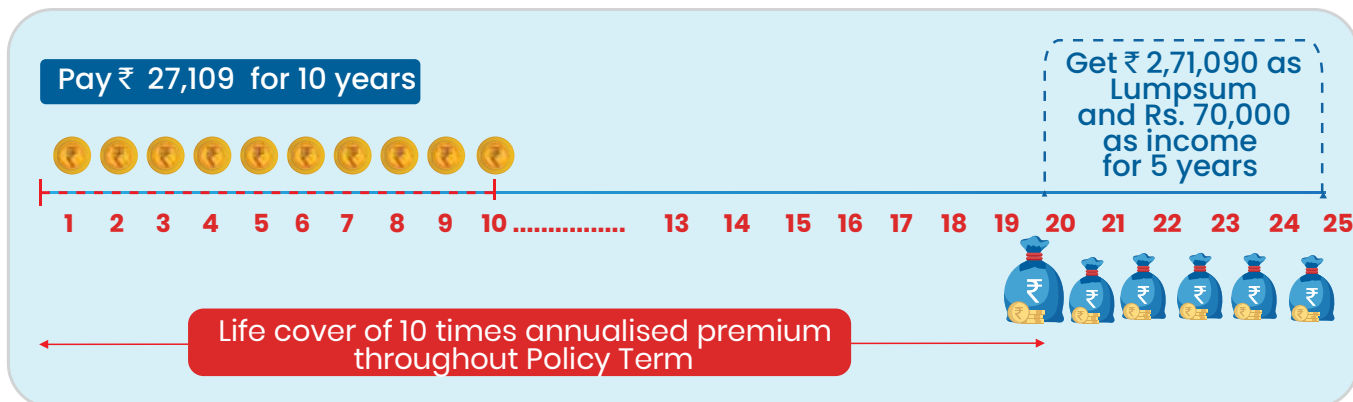 Pay ₹ 27,109 for 10 years
Get ₹ 2,71,090 as
Lumpsum
and Rs. 70,000
as income
for 5 years
1 2 3 4 5 6 7 8 9 10 ................ 13 14 15 16 17 18 19 20 21 22 23 24 25
Life cover of 10 times annualised premium
throughout Policy Term